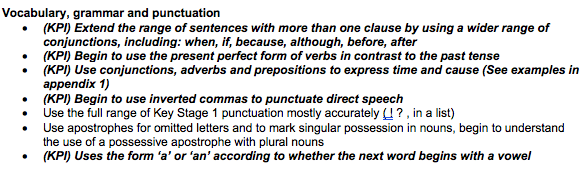 Vocabulary, grammar and punctuation
• (KPI) Extend the range of sentences with more than one clause by using a wider range of
conjunctions, including: when, if, because, although, before, after
• (KPI) Begin to use the present perfect form of verbs in contrast to the past tense
• (KPI) Use conjunctions, adverbs and prepositions to express time and cause (See examples in
appendix 1)
• (KPI) Begin to use inverted commas to punctuate direct speech
• Use the full range of Key Stage 1 punctuation mostly accurately (.! ? , in a list)
• Use apostrophes for omitted letters and to mark singular possession in nouns, begin to understand
the use of a possessive apostrophe with plural nouns
• (KPI) Uses the form ‘a’ or ‘an’ according to whether the next word begins with a vowel